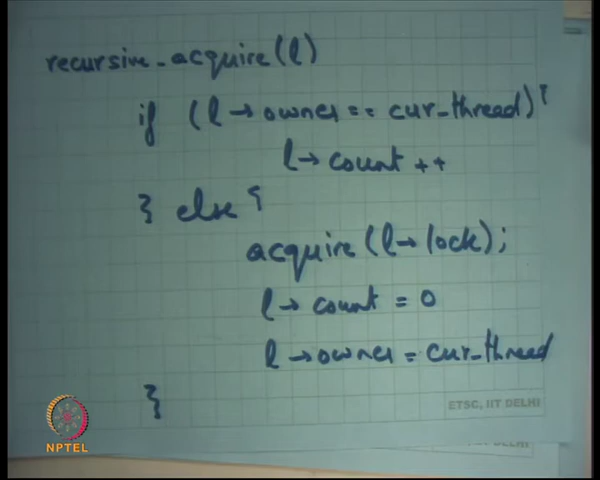 recursive_acquire(l)
if (l→owner == cur_thread) {
l→count ++
} else {
acquire (l→lock);
l→count = 0
l→owner = cur_thread
}
ETSC, IIT DELHI
NPTEL